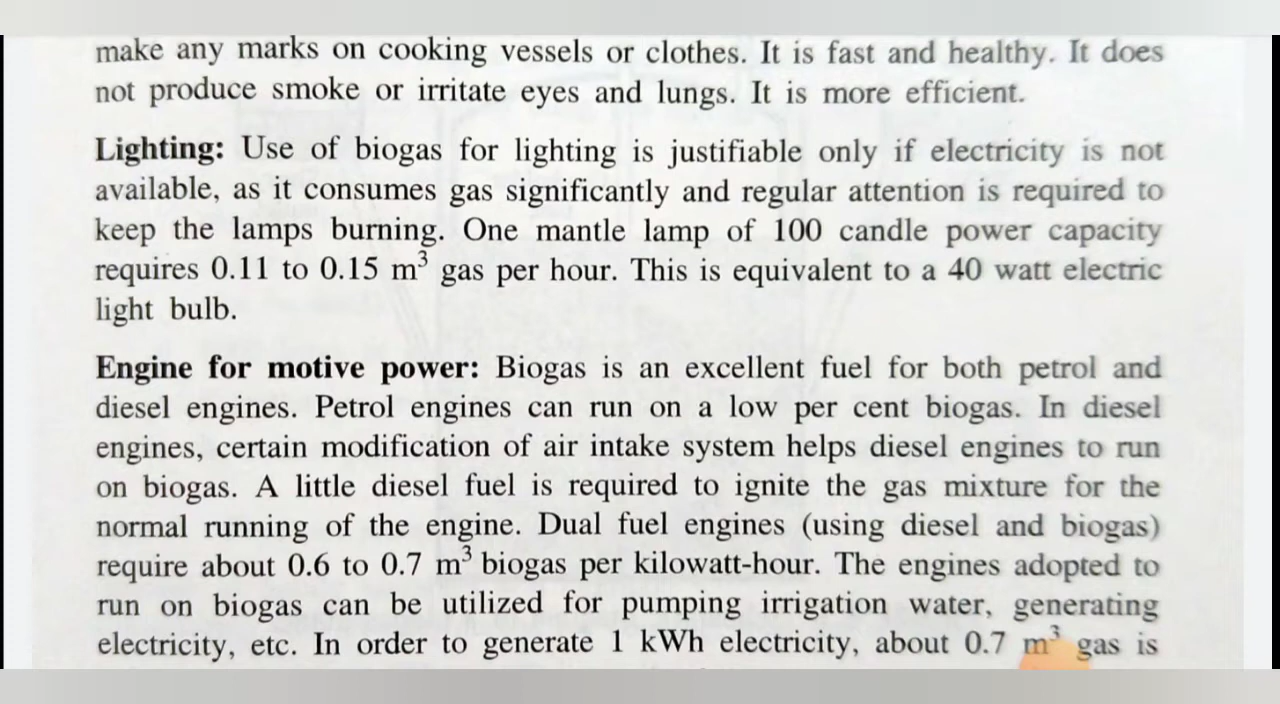 make any marks on cooking vessels or clothes. It is fast and healthy. It does
not produce smoke or irritate eyes and lungs. It is more efficient.
Lighting: Use of biogas for lighting is justifiable only if electricity is not
available, as it consumes gas significantly and regular attention is required to
keep the lamps burning. One mantle lamp of 100 candle power capacity
requires 0.11 to 0.15 m³ gas per hour. This is equivalent to a 40 watt electric
light bulb.
Engine for motive power: Biogas is an excellent fuel for both petrol and
diesel engines. Petrol engines can run on a low per cent biogas. In diesel
engines, certain modification of air intake system helps diesel engines to run
on biogas. A little diesel fuel is required to ignite the gas mixture for the
normal running of the engine. Dual fuel engines (using diesel and biogas)
require about 0.6 to 0.7 m³ biogas per kilowatt-hour. The engines adopted to
run on biogas can be utilized for pumping irrigation water, generating
electricity, etc. In order to generate 1 kWh electricity, about 0.7 m³ gas is